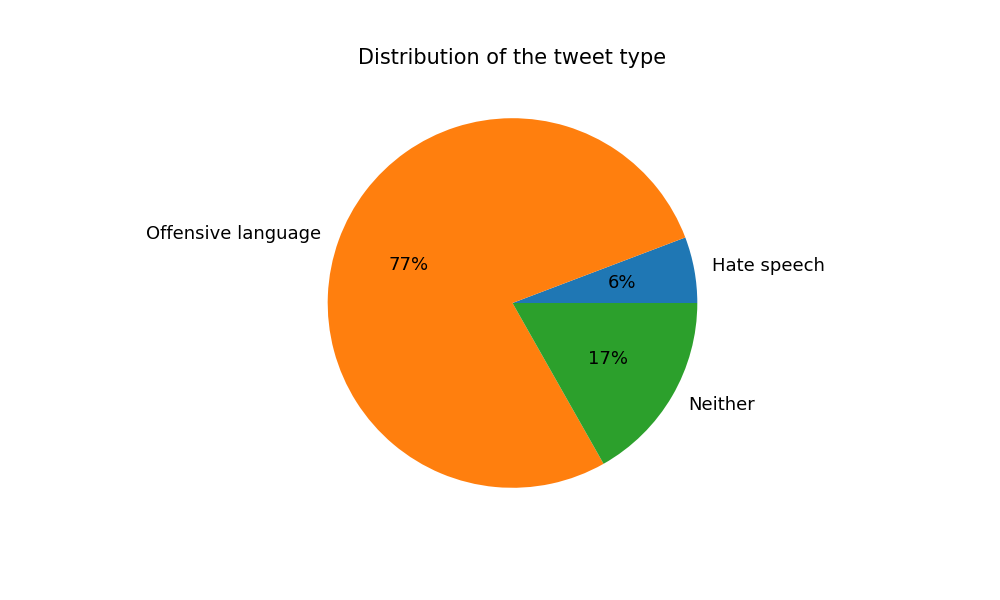 Distribution of the tweet type
Offensive language
77%
Hate speech
6%
17%
Neither